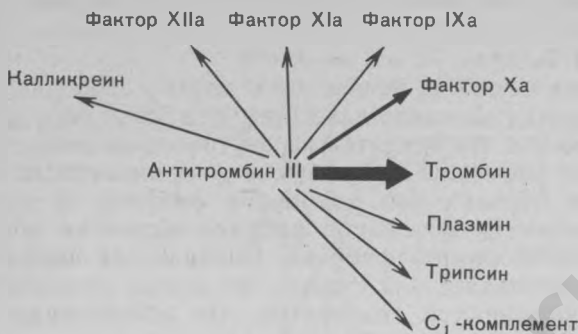 Фактор XIIa Фактор XIa Фактор IXa
Калликреин
Фактор Xa
Антитромбин III
Тромбин
Плазмин
Трипсин
C₁-комплемент